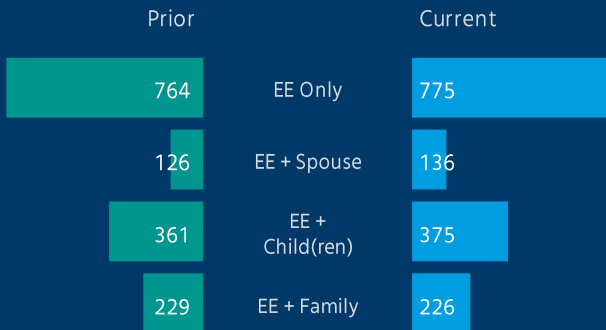 Prior Current
764 EE Only 775
126 EE + Spouse 136
361 EE +
Child(ren) 375
229 EE + Family 226